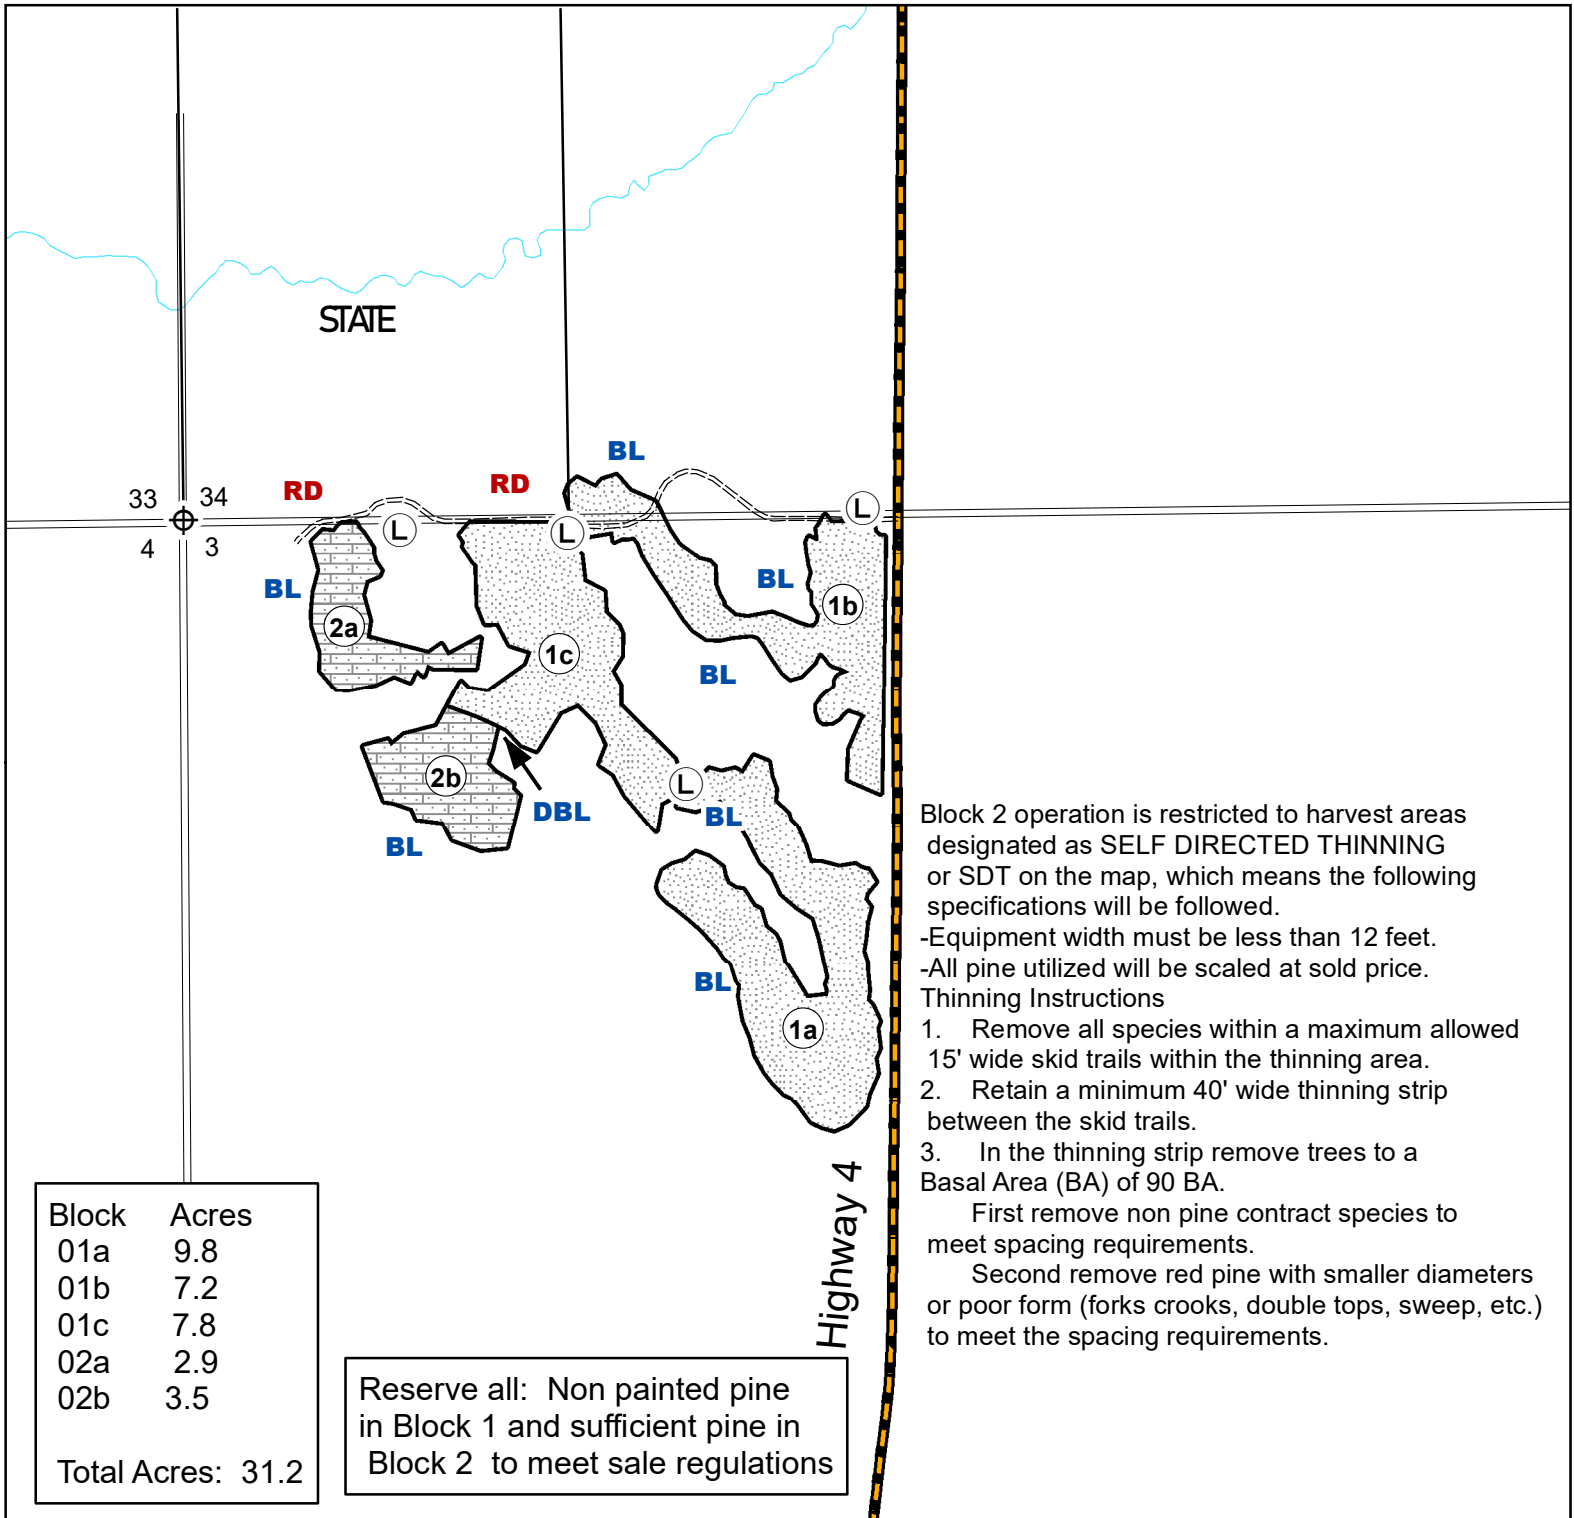 STATE
BL
RD
RD
33
34
L
L
L
4
3
BL
BL
1b
2a
1c
BL
2b
L
DBL
BL
BL
BL
1a
Highway 4
Block 2 operation is restricted to harvest areas
designated as SELF DIRECTED THINNING
or SDT on the map, which means the following
specifications will be followed.
-Equipment width must be less than 12 feet.
-All pine utilized will be scaled at sold price.
Thinning Instructions
1. Remove all species within a maximum allowed
15' wide skid trails within the thinning area.
2. Retain a minimum 40' wide thinning strip
between the skid trails.
3. In the thinning strip remove trees to a
Basal Area (BA) of 90 BA.
First remove non pine contract species to
meet spacing requirements.
Second remove red pine with smaller diameters
or poor form (forks crooks, double tops, sweep, etc.)
to meet the spacing requirements.
Block Acres
01a 9.8
01b 7.2
01c 7.8
02a 2.9
02b 3.5
Total Acres: 31.2
Reserve all: Non painted pine
in Block 1 and sufficient pine in
Block 2 to meet sale regulations